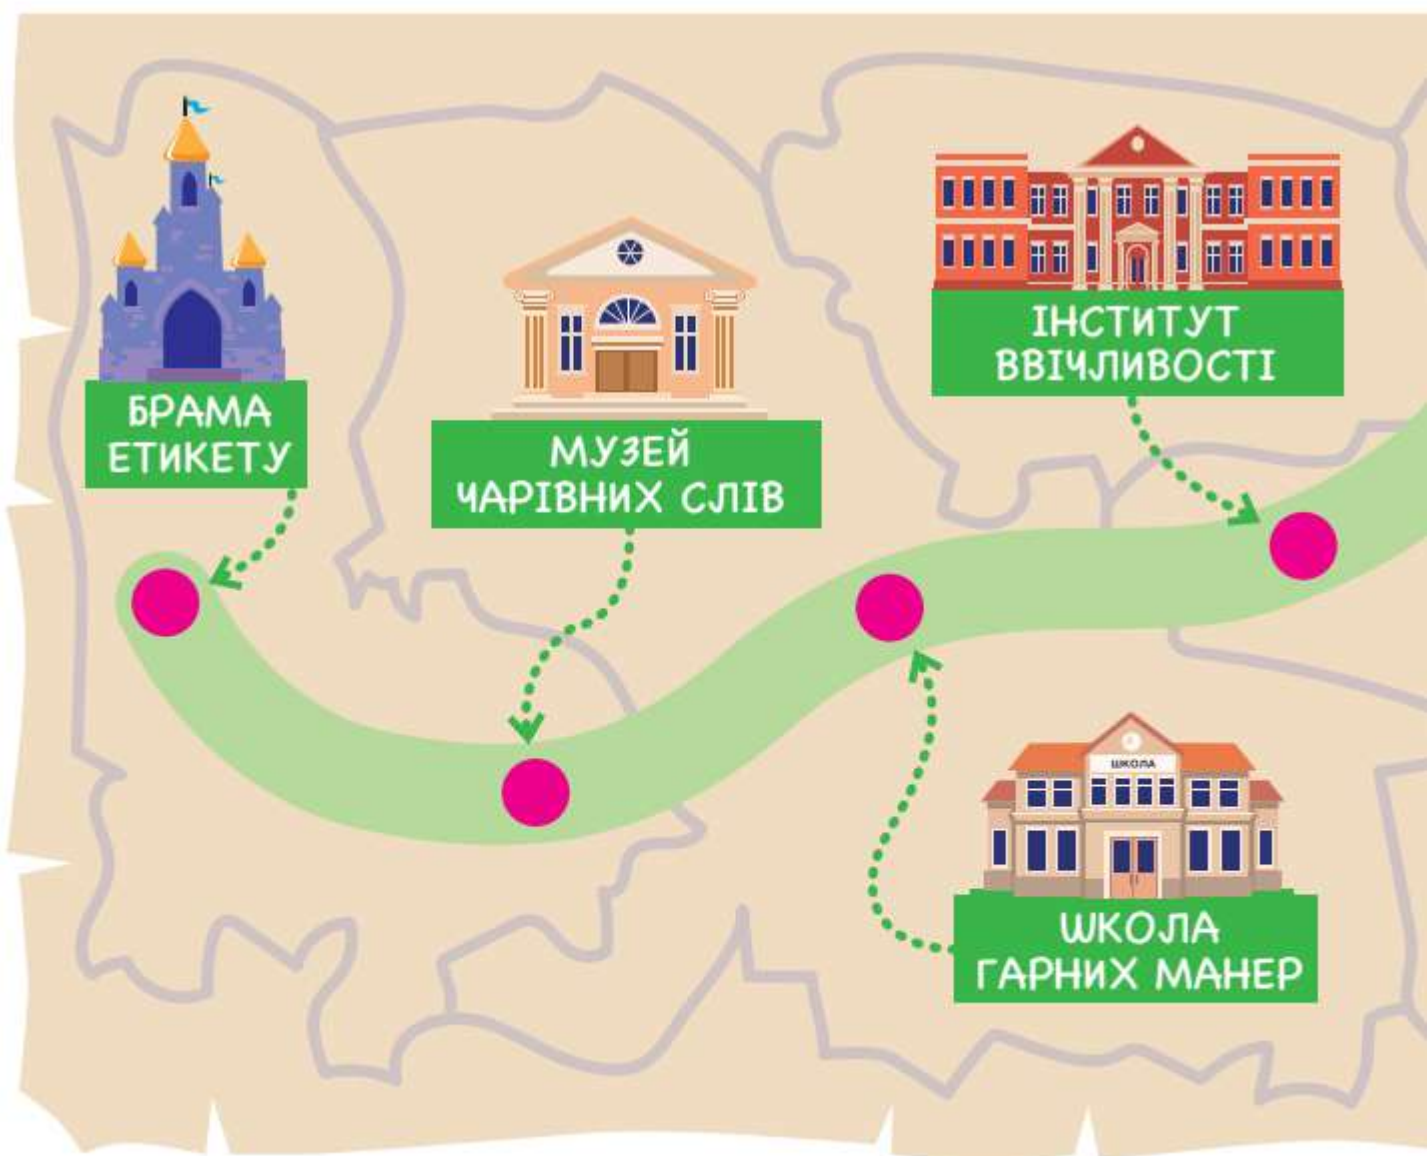 БРАМА
ЕТИКЕТУ
МУЗЕЙ
ЧАРІВНИХ СЛІВ
ІНСТИТУТ
ВВІЧЛИВОСТІ
ШКОЛА
ШКОЛА
ГАРНИХ МАНЕР